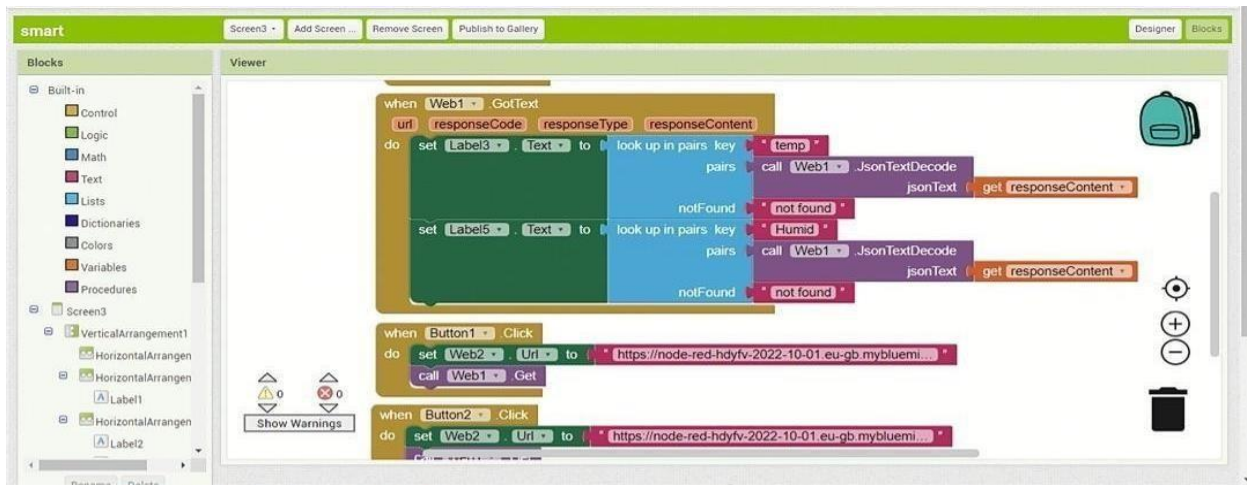 smart
Screen3
Add Screen ...
Remove Screen
Publish to Gallery
Designer
Blocks
Blocks
Viewer
Built-in
Control
Logic
Math
Text
Lists
Dictionaries
Colors
Variables
Procedures
Screen3
VerticalArrangement1
HorizontalArrangen
HorizontalArrangen
Label1
HorizontalArrangen
Label2
Rename Delete
when Web1 .GotText
url responseCode responseType responseContent
do set Label3 . Text to look up in pairs key " temp "
pairs call Web1 .JsonTextDecode
jsonText get responseContent
notFound " not found "
set Label5 . Text to look up in pairs key " Humid "
pairs call Web1 .JsonTextDecode
jsonText get responseContent
notFound " not found "
when Button1 .Click
do set Web2 . Url to " https://node-red-hdyfv-2022-10-01.eu-gb.mybluemi... "
call Web1 .Get
when Button2 .Click
do set Web2 . Url to " https://node-red-hdyfv-2022-10-01.eu-gb.mybluemi... "
0 0
Show Warnings